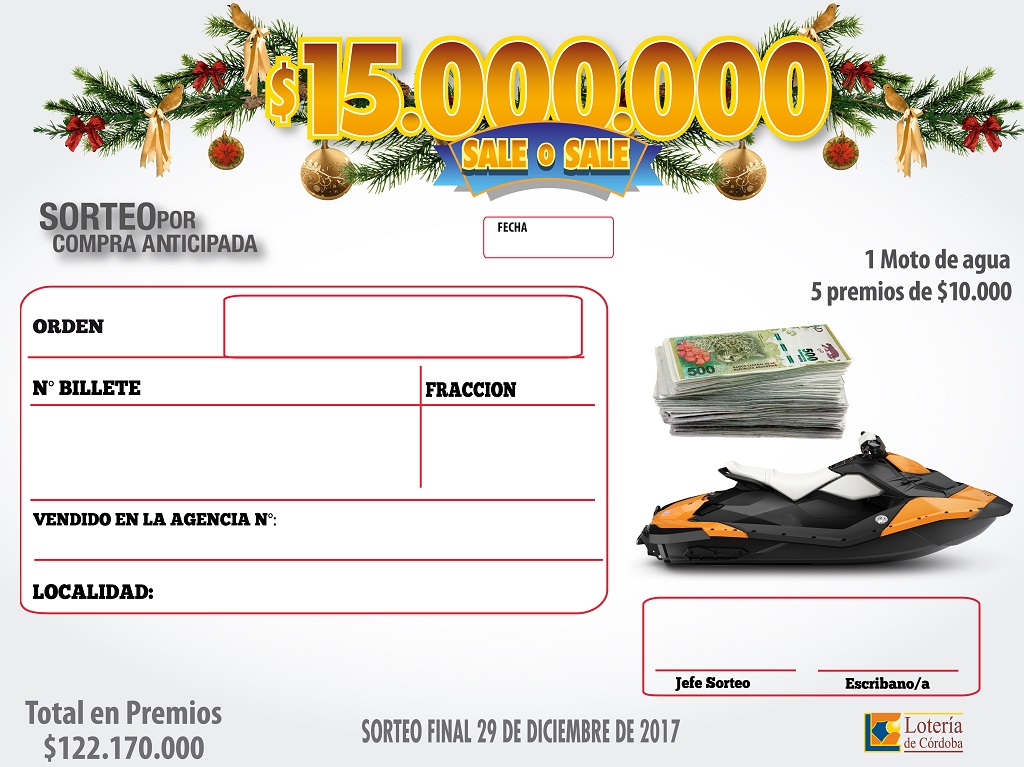 $15.000.000
SALE O SALE
SORTEO POR
COMPRA ANTICIPADA
FECHA
1 Moto de agua
5 premios de $10.000
ORDEN
N° BILLETE
FRACCION
500
500
VENDIDO EN LA AGENCIA N°:
LOCALIDAD:
Jefe Sorteo
Escribano/a
Total en Premios
$122.170.000
SORTEO FINAL 29 DE DICIEMBRE DE 2017
Lotería
de Córdoba